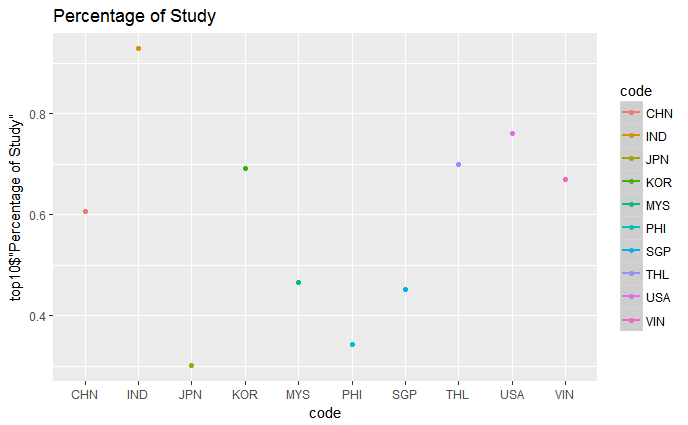 Percentage of Study
top10$"Percentage of Study"
0.8
0.6
0.4
CHN IND JPN KOR MYS PHI SGP THL USA VIN
code
code
CHN
IND
JPN
KOR
MYS
PHI
SGP
THL
USA
VIN